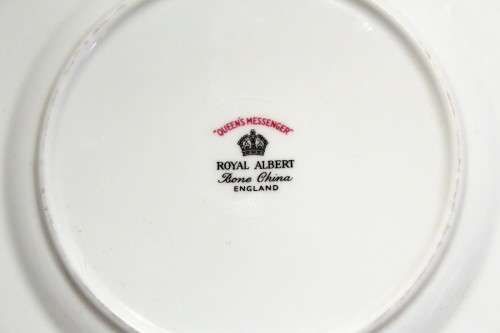 "QUEEN'S MESSENGER"
ROYAL ALBERT
Bone China
ENGLAND